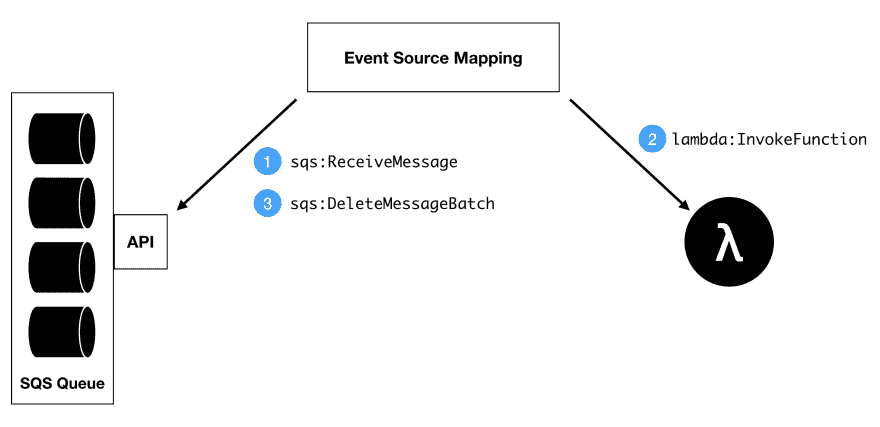 Event Source Mapping
1 sqs:ReceiveMessage
2 lambda:InvokeFunction
3 sqs:DeleteMessageBatch
API
λ
SQS Queue